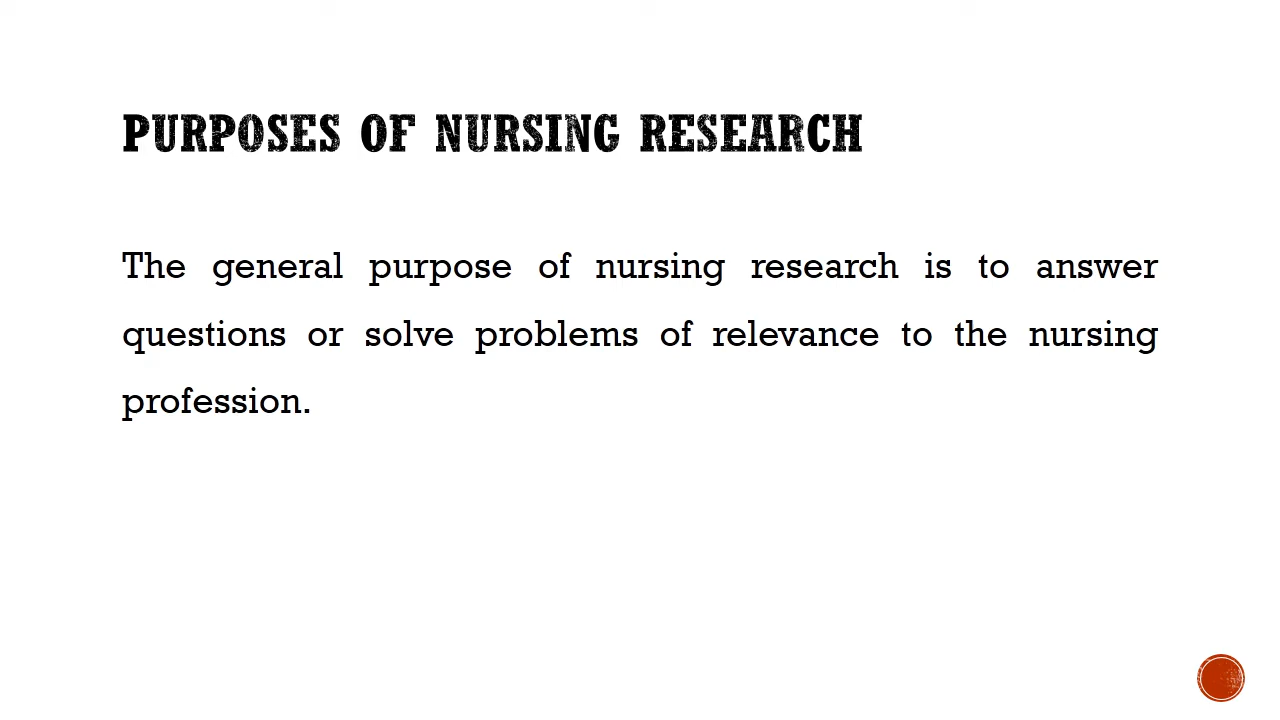 PURPOSES OF NURSING RESEARCH
The general purpose of nursing research is to answer
questions or solve problems of relevance to the nursing
profession.